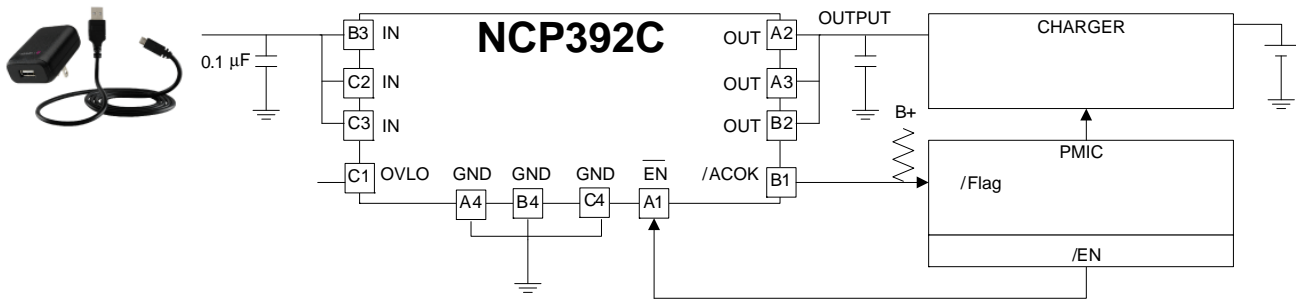 NCP392C
0.1 μF
B3 IN
C2 IN
C3 IN
C1 OVLO
GND
A4
GND
B4
GND
C4
EN
A1
/ACOK B1
OUT A2
OUT A3
OUT B2
OUTPUT
CHARGER
B+
PMIC
/Flag
/EN